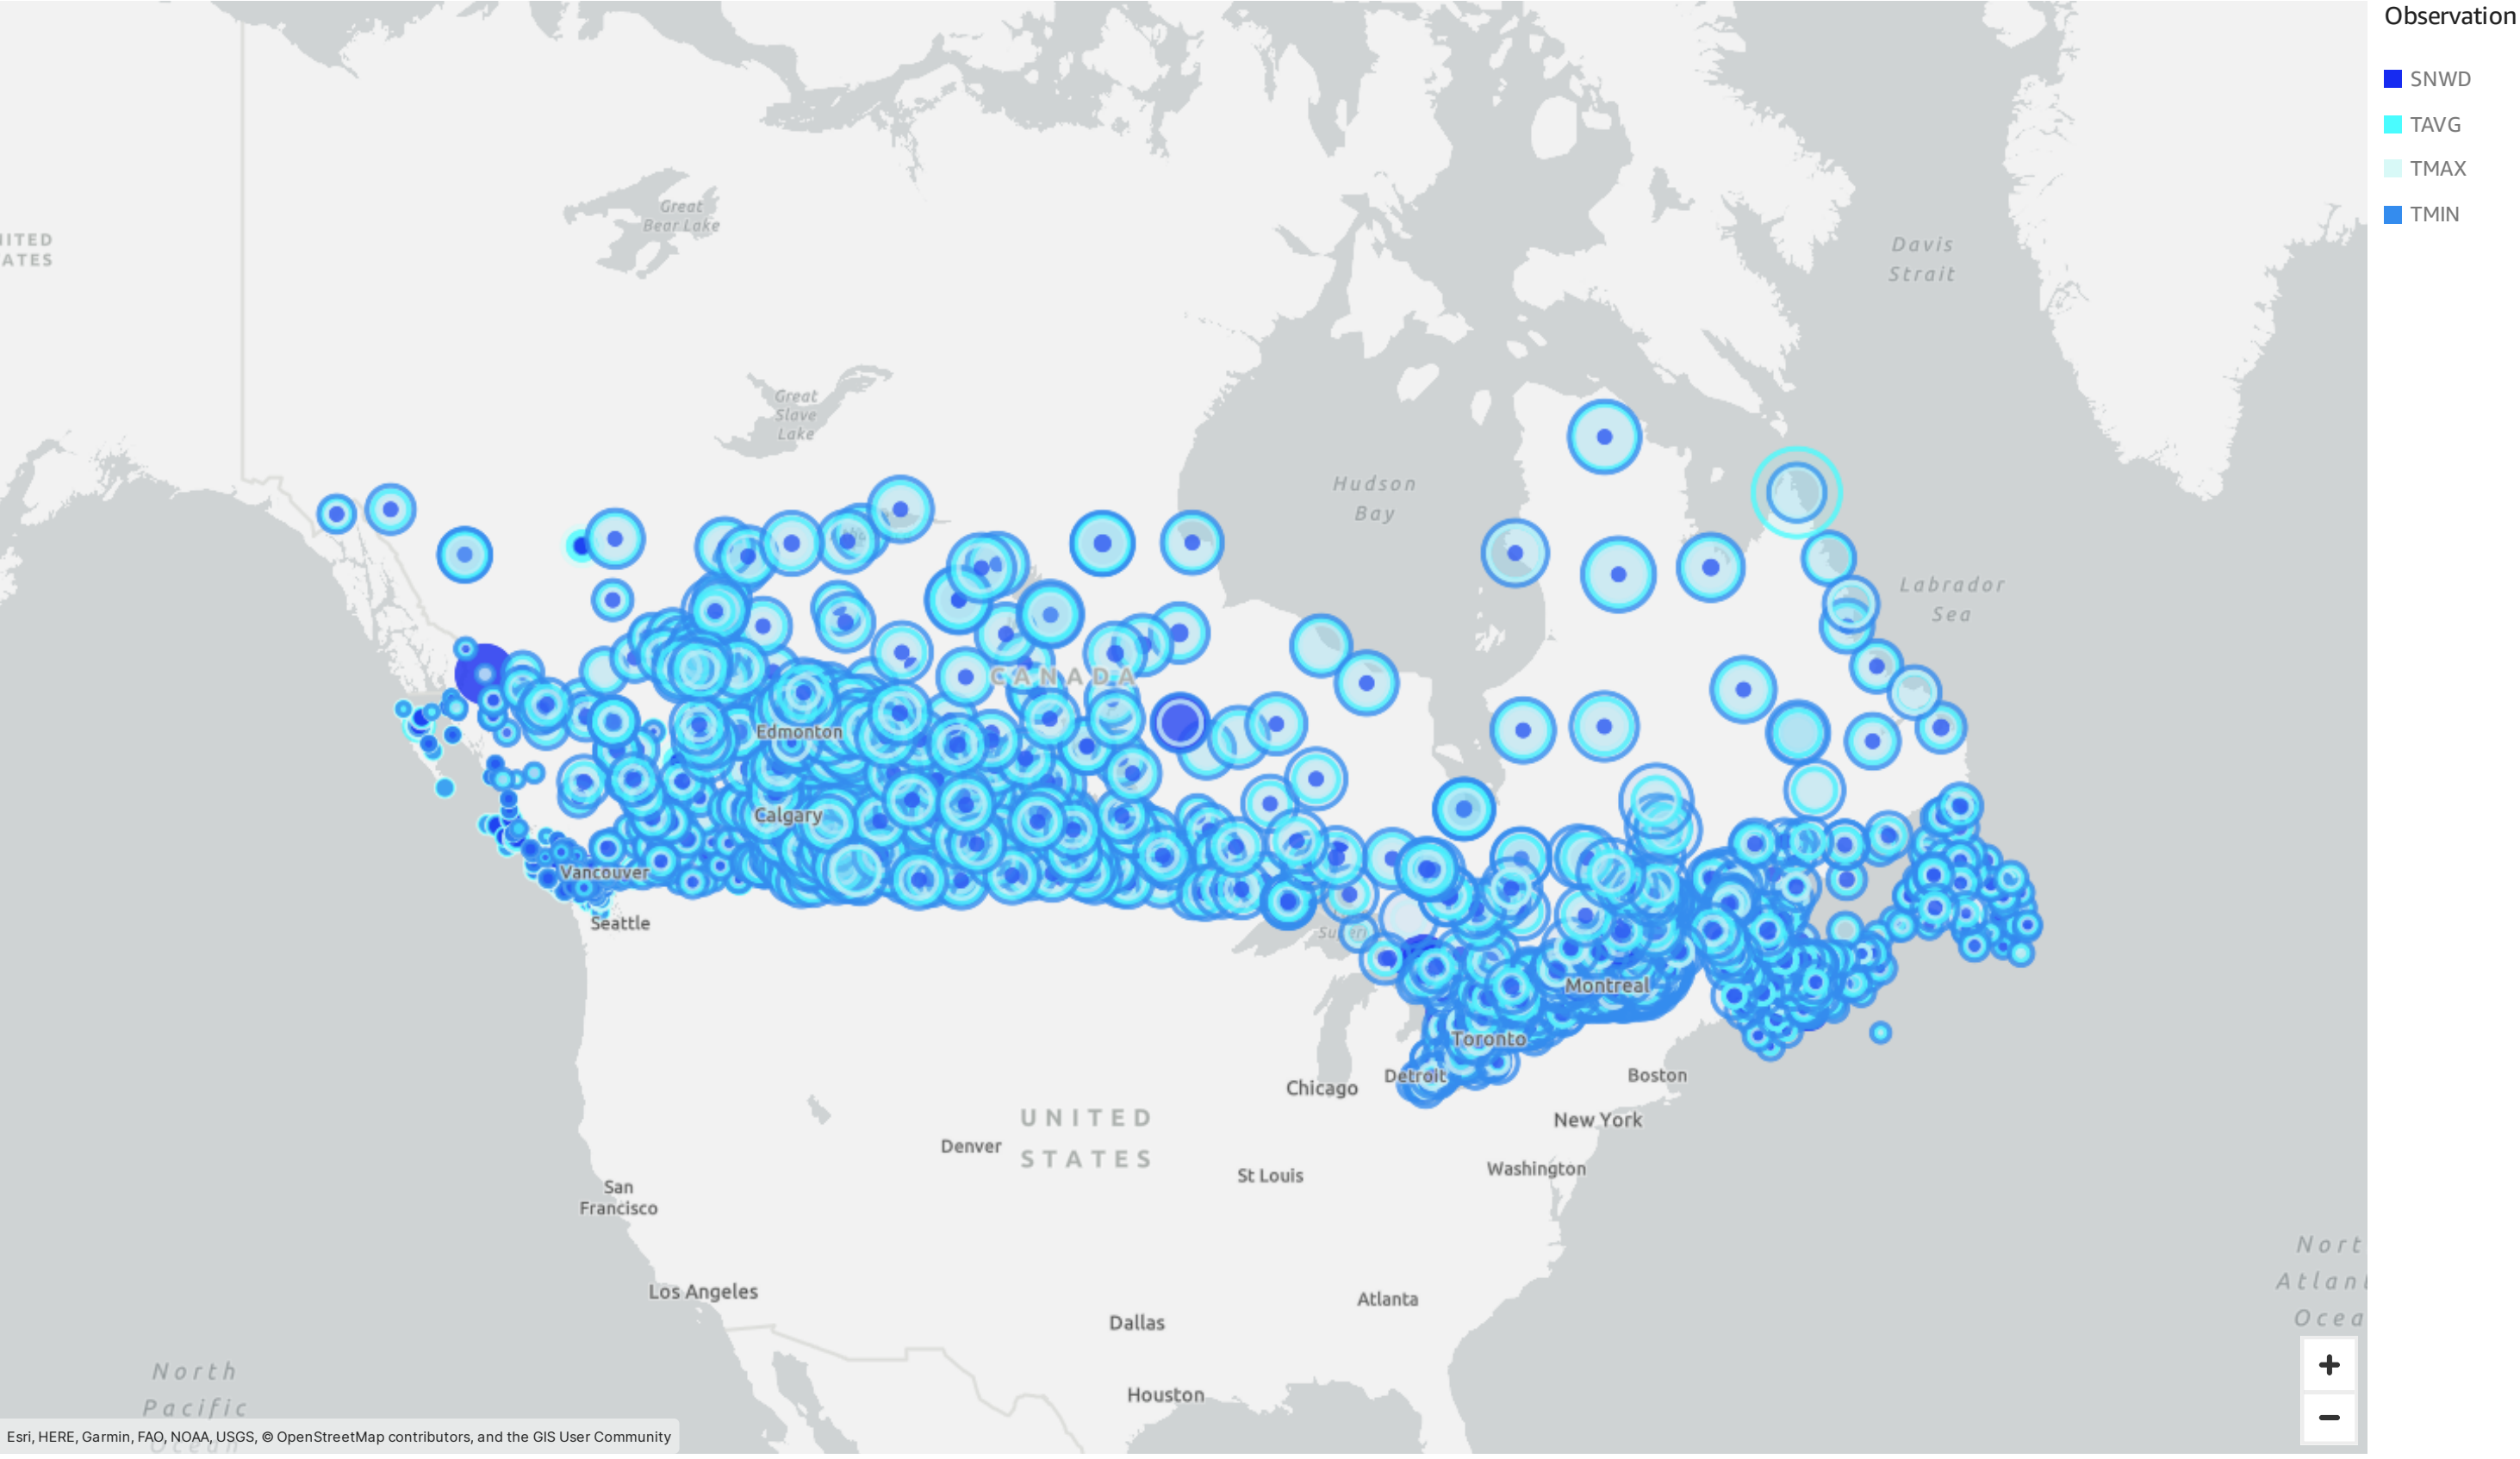 Observation
SNWD
TAVG
TMAX
TMIN
Great
Bear Lake
NITED
ATES
Davis
Strait
Great
Slave
Lake
Hudson
Bay
Labrador
Sea
CANADA
Edmonton
Calgary
Vancouver
Seattle
Montreal
Toronto
Detroit
Boston
Chicago
New York
UNITED
STATES
Denver
St Louis
Washington
San
Francisco
Los Angeles
Atlanta
Dallas
Houston
North
Pacific
Ocean
Nort
Atlant
Ocea
+
−
Esri, HERE, Garmin, FAO, NOAA, USGS, © OpenStreetMap contributors, and the GIS User Community